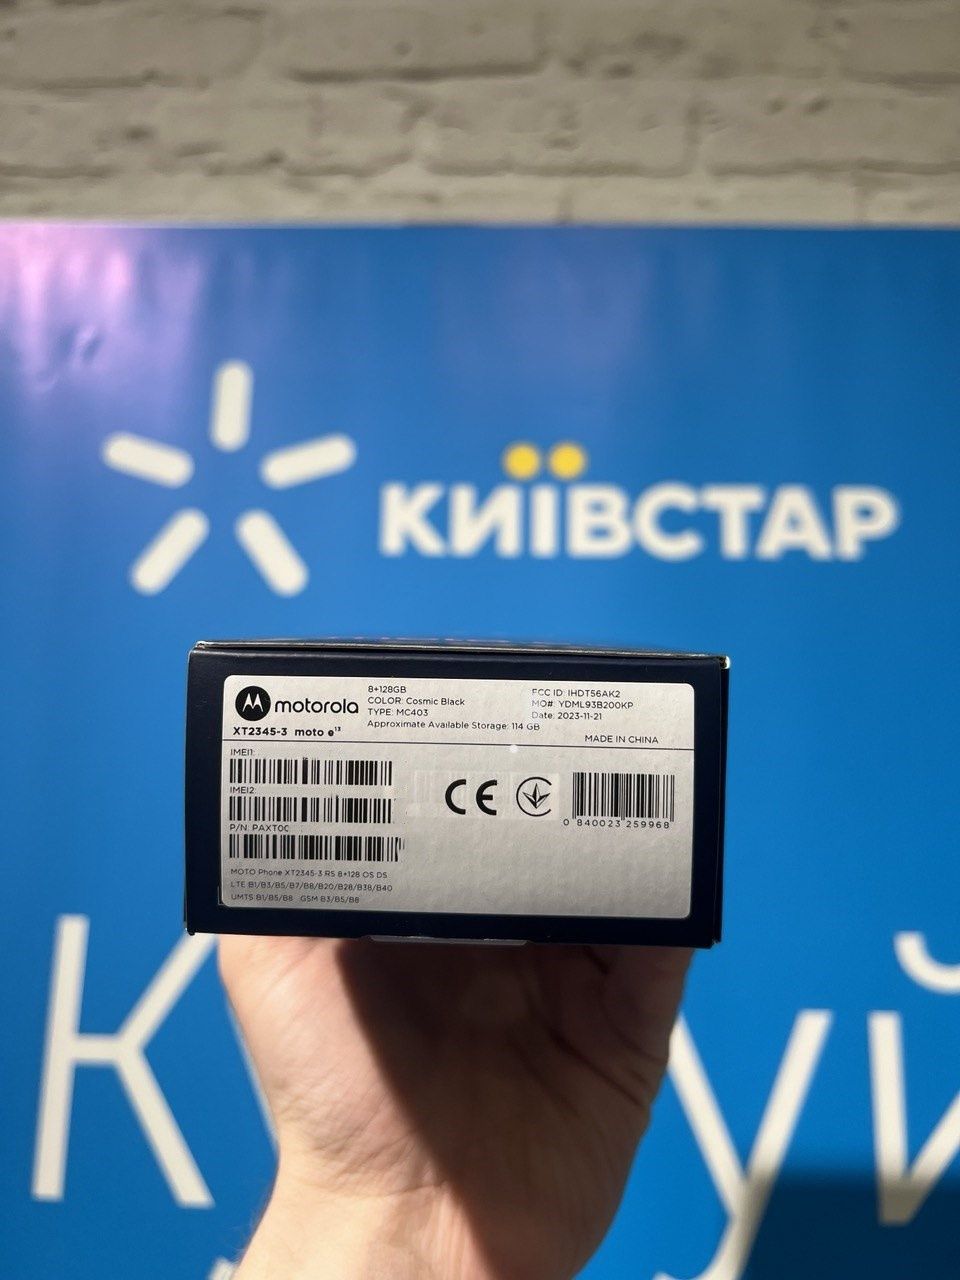 КИЇВСТАР
motorola
XT2345-3 moto e¹³
8+128GB
COLOR: Cosmic Black
TYPE: MC403
Approximate Available Storage: 114 GB
FCC ID: IHDT56AK2
MO#: YDML93B200KP
Date: 2023-11-21
MADE IN CHINA
IMEI1:
IMEI2:
P/N: PAXT0C
CE
0 840023 259968
MOTO Phone XT2345-3 RS 8+128 OS DS
LTE B1/B3/B5/B7/B8/B20/B28/B38/B40
UMTS B1/B5/B8 GSM B3/B5/B8